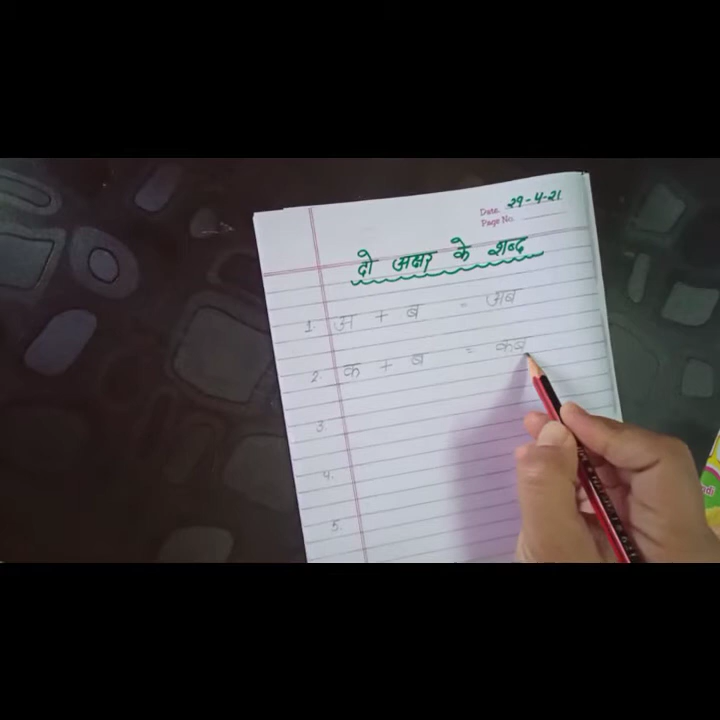 Date 29-4-21
Page No.
दो अक्षर के शब्द
1. अ + ब = अब
2. क + ब = कब
3.
4.
5.